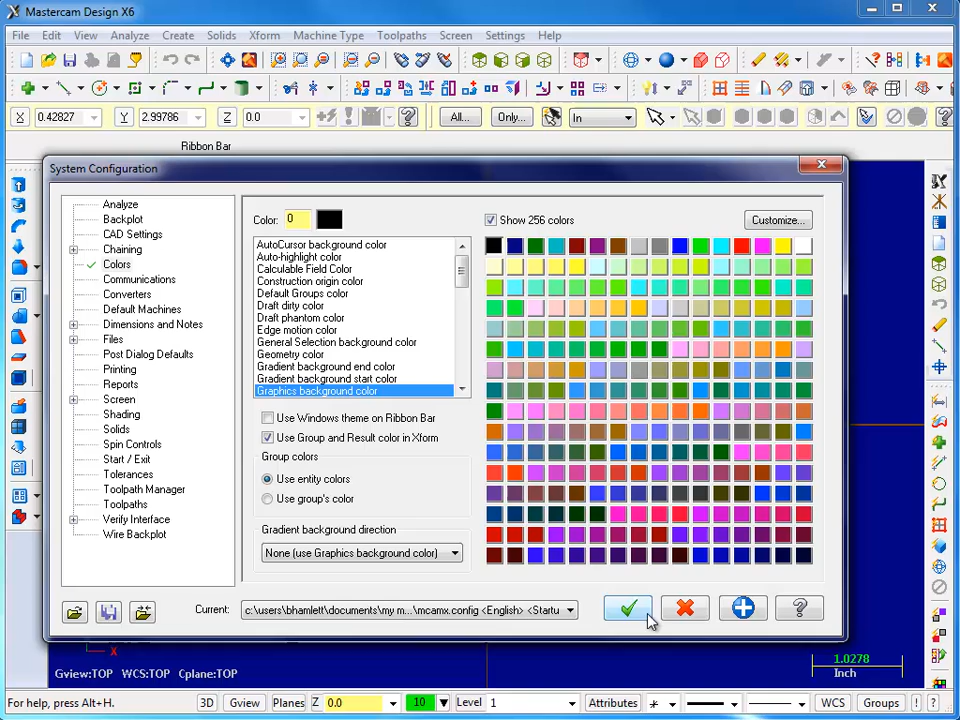 Mastercam Design X6
File Edit View Analyze Create Solids Xform Machine Type Toolpaths Screen Settings Help
X 0.42827 Y 2.99786 Z 0.0 All... Only... In
Ribbon Bar
System Configuration
Analyze
Backplot
CAD Settings
Chaining
Colors
Communications
Converters
Default Machines
Dimensions and Notes
Files
Post Dialog Defaults
Printing
Reports
Screen
Shading
Solids
Spin Controls
Start / Exit
Tolerances
Toolpath Manager
Toolpaths
Verify Interface
Wire Backplot
Color: 0
Show 256 colors
Customize...
AutoCursor background color
Auto-highlight color
Calculable Field Color
Construction origin color
Default Groups color
Draft dirty color
Draft phantom color
Edge motion color
General Selection background color
Geometry color
Gradient background end color
Gradient background start color
Graphics background color
Use Windows theme on Ribbon Bar
Use Group and Result color in Xform
Group colors
Use entity colors
Use group's color
Gradient background direction
None (use Graphics background color)
Current: c:\users\bhamlett\documents\my m...\mcamx.config <English> <Startu
X
Gview:TOP WCS:TOP Cplane:TOP
1.0278
Inch
For help, press Alt+H. 3D Gview Planes Z 0.0 10 Level 1 Attributes WCS Groups ! ?